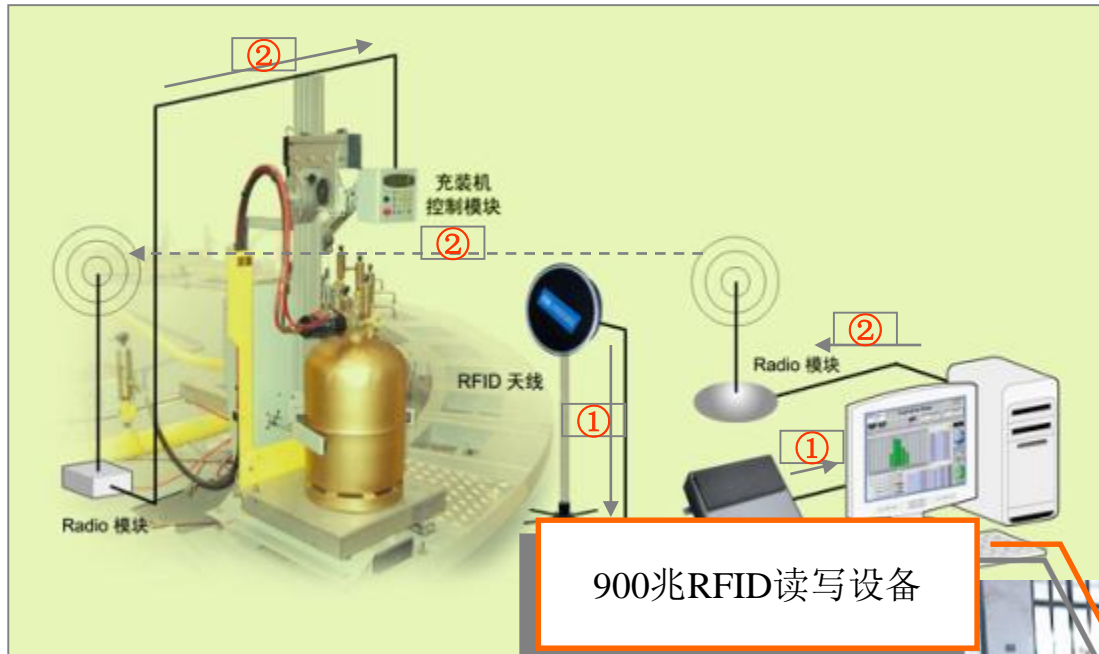 ②
充装机
控制模块
②
②
Radio 模块
RFID 天线
①
①
Radio 模块
900兆RFID读写设备